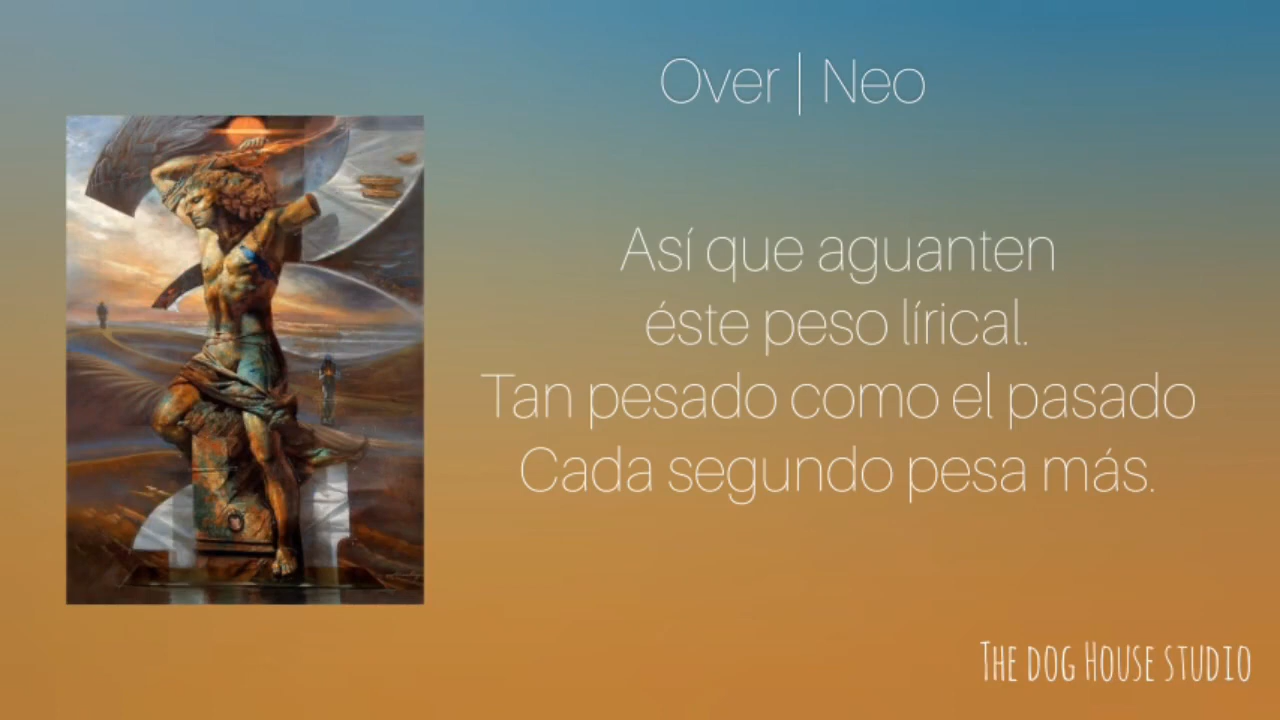 Over | Neo
Así que aguanten
éste peso lírical.
Tan pesado como el pasado
Cada segundo pesa más.
The dog House studio